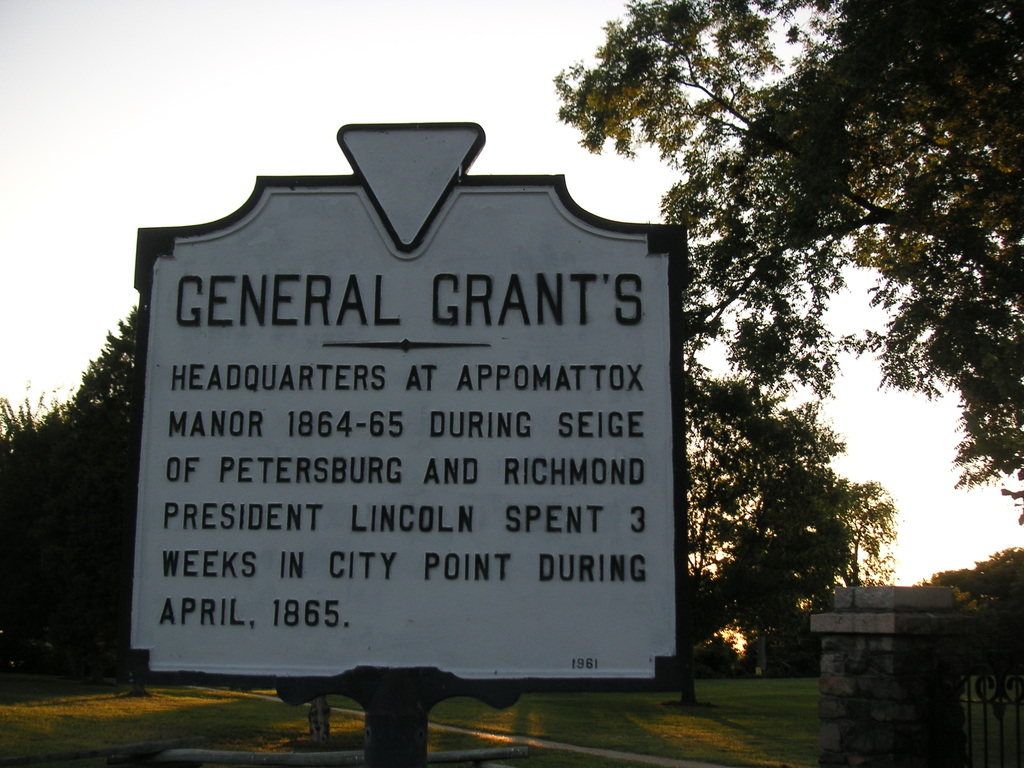 GENERAL GRANT'S
HEADQUARTERS AT APPOMATTOX
MANOR 1864-65 DURING SEIGE
OF PETERSBURG AND RICHMOND
PRESIDENT LINCOLN SPENT 3
WEEKS IN CITY POINT DURING
APRIL, 1865.
1961